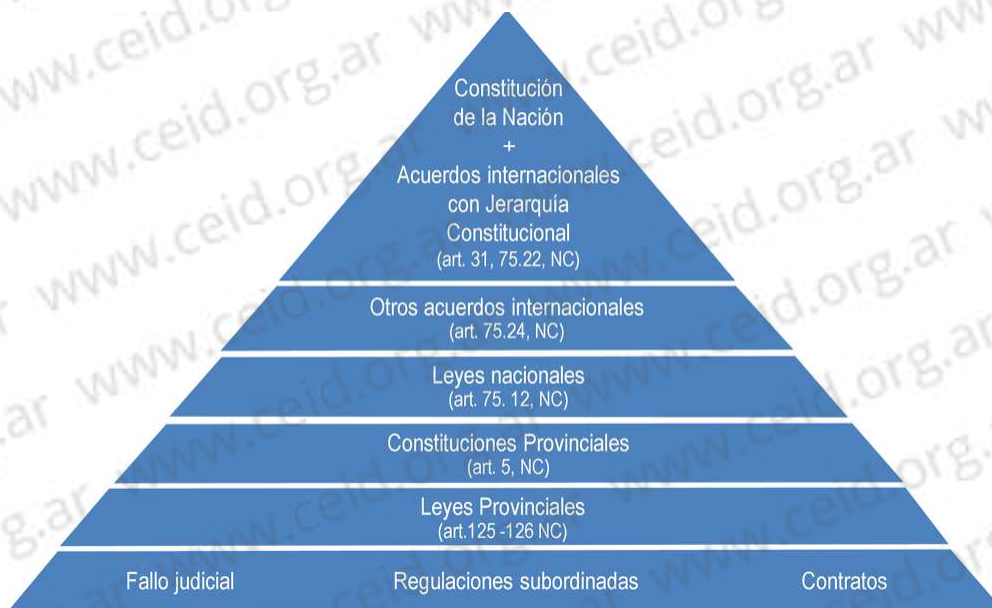 Constitución
de la Nación
+
Acuerdos internacionales
con Jerarquía
Constitucional
(art. 31, 75.22, NC)
Otros acuerdos internacionales
(art. 75.24, NC)
Leyes nacionales
(art. 75. 12, NC)
Constituciones Provinciales
(art. 5, NC)
Leyes Provinciales
(art.125 -126 NC)
Fallo judicial Regulaciones subordinadas Contratos
www.ceid.org.ar